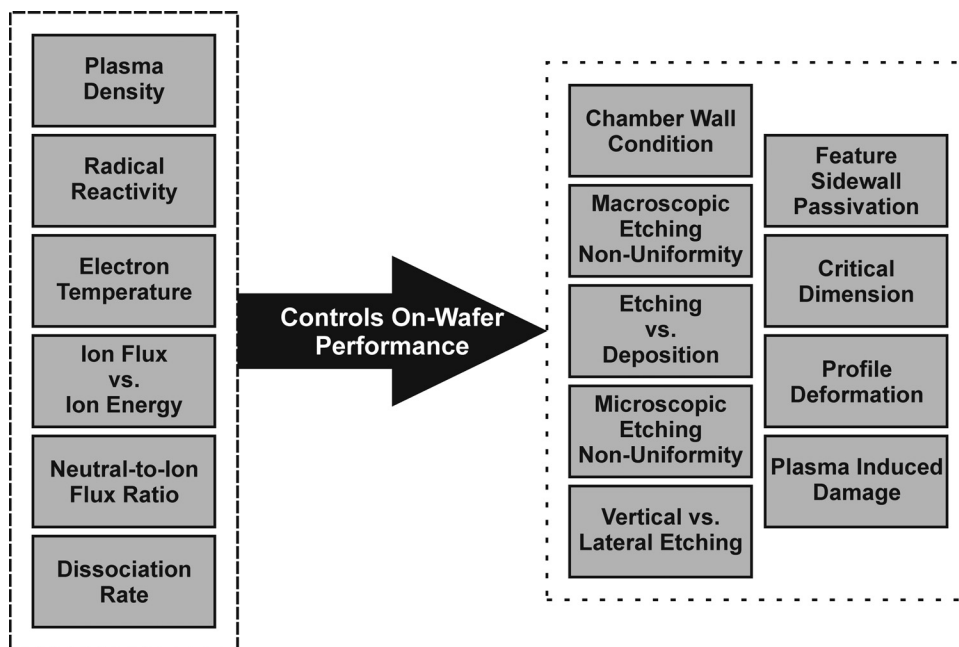 Plasma
Density
Radical
Reactivity
Electron
Temperature
Ion Flux
vs.
Ion Energy
Neutral-to-Ion
Flux Ratio
Dissociation
Rate
Controls On-Wafer
Performance
Chamber Wall
Condition
Macroscopic
Etching
Non-Uniformity
Etching
vs.
Deposition
Microscopic
Etching
Non-Uniformity
Vertical vs.
Lateral Etching
Feature
Sidewall
Passivation
Critical
Dimension
Profile
Deformation
Plasma Induced
Damage